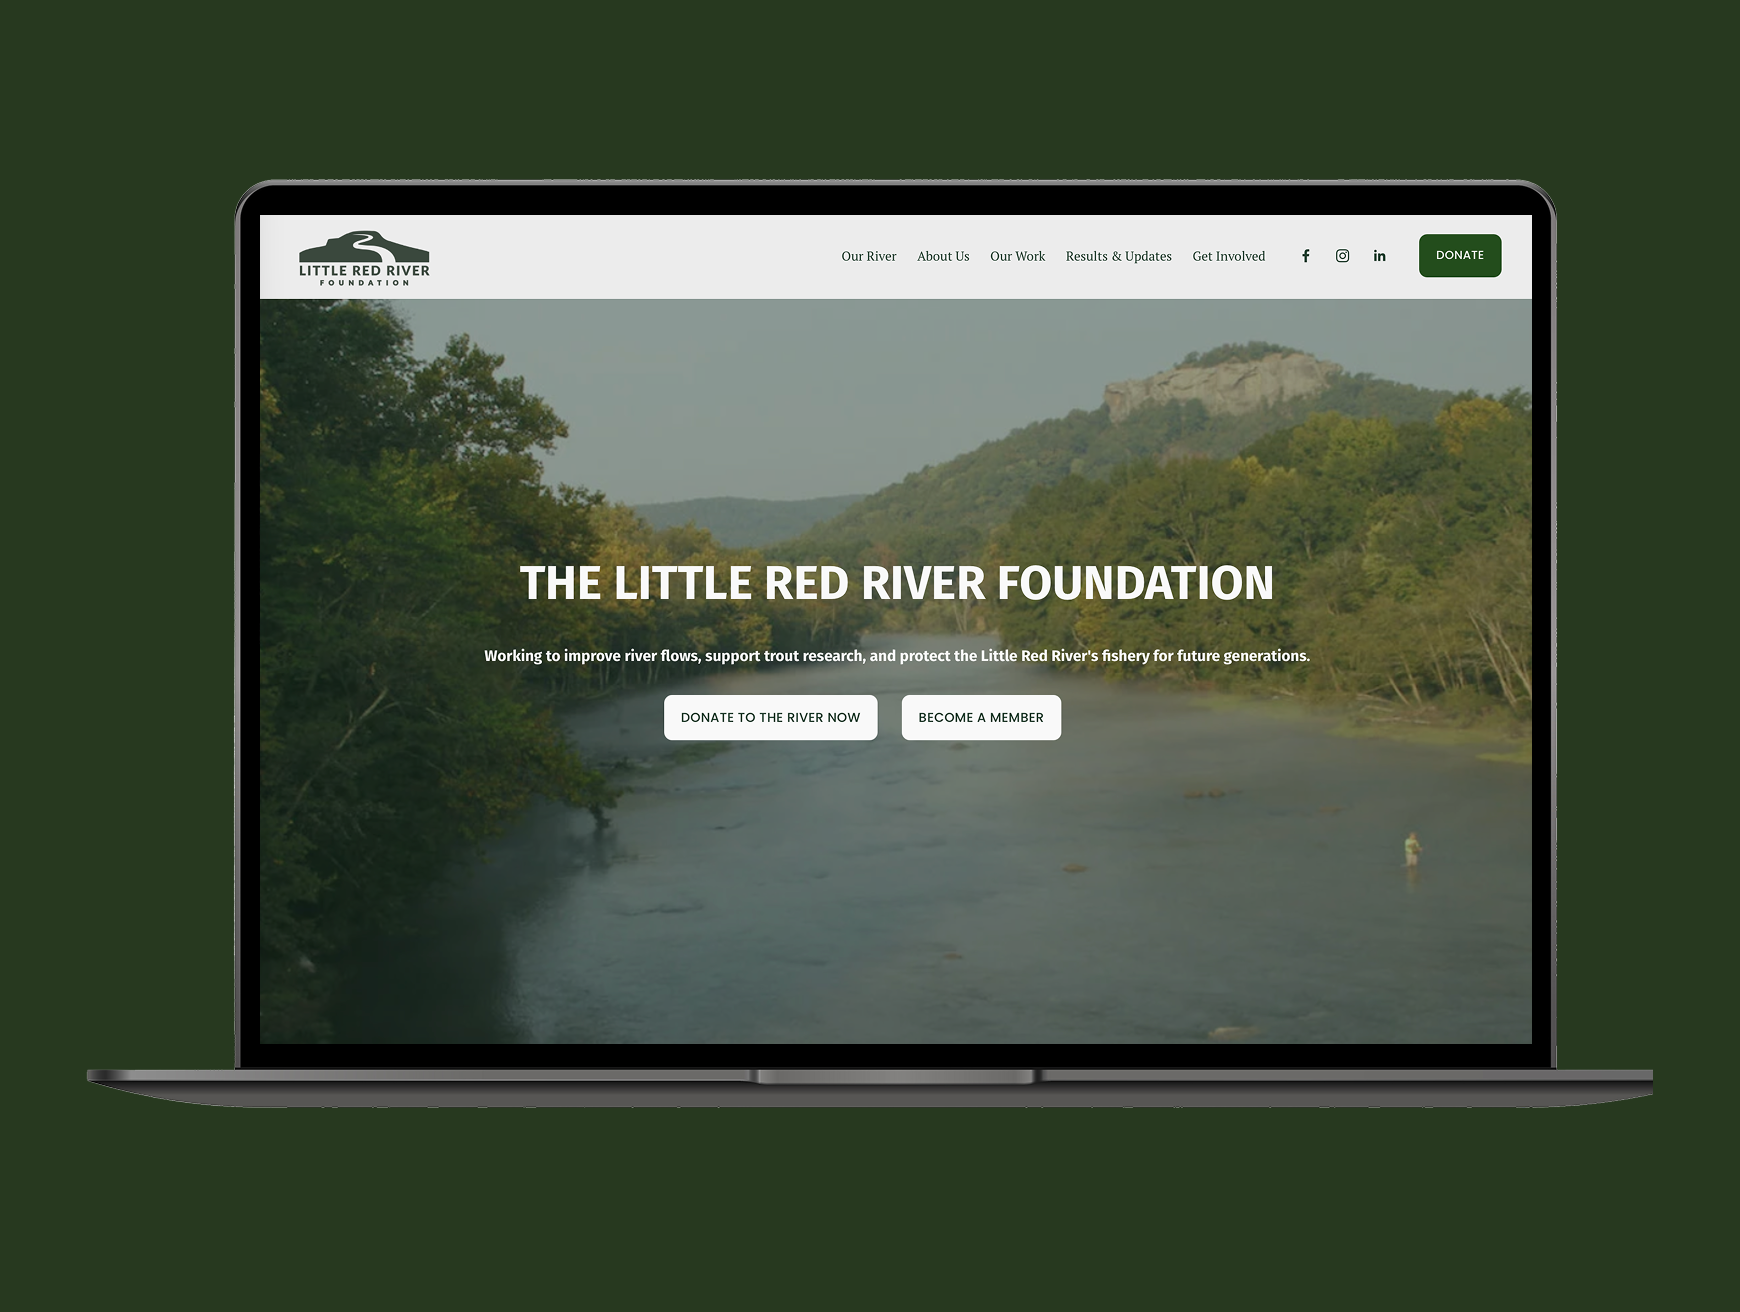 LITTLE RED RIVER
FOUNDATION
Our River About Us Our Work Results & Updates Get Involved
DONATE
THE LITTLE RED RIVER FOUNDATION
Working to improve river flows, support trout research, and protect the Little Red River's fishery for future generations.
DONATE TO THE RIVER NOW BECOME A MEMBER